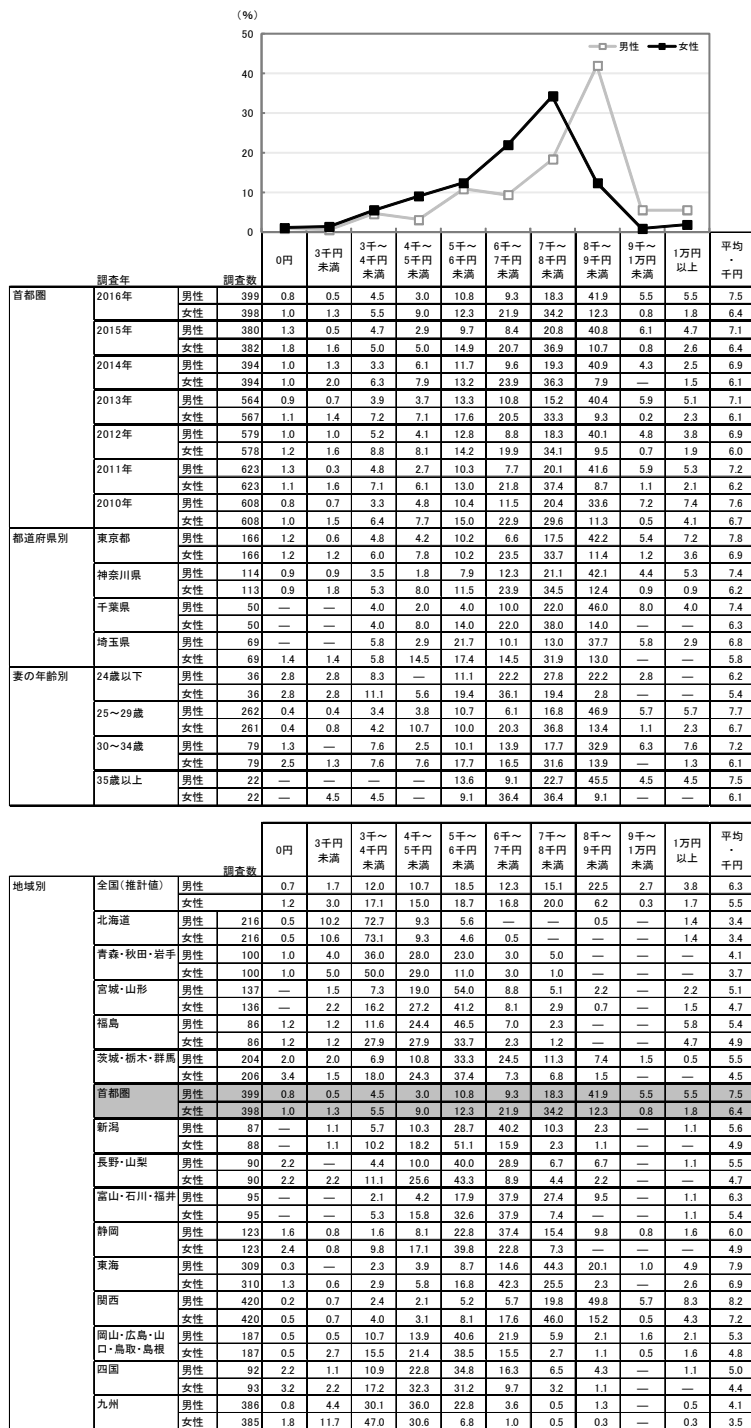 (%)
50
40
30
20
10
0
男性 女性
調査年 調査数 0円 3千円未満 3千～4千円未満 4千～5千円未満 5千～6千円未満 6千～7千円未満 7千～8千円未満 8千～9千円未満 9千～1万円未満 1万円以上 平均・千円
首都圏 2016年 男性 399 0.8 0.5 4.5 3.0 10.8 9.3 18.3 41.9 5.5 5.5 7.5
女性 398 1.0 1.3 5.5 9.0 12.3 21.9 34.2 12.3 0.8 1.8 6.4
2015年 男性 380 1.3 0.5 4.7 2.9 9.7 8.4 20.8 40.8 6.1 4.7 7.1
女性 382 1.8 1.6 5.0 5.0 14.9 20.7 36.9 10.7 0.8 2.6 6.4
2014年 男性 394 1.0 1.3 3.3 6.1 11.7 9.6 19.3 40.9 4.3 2.5 6.9
女性 394 1.0 2.0 6.3 7.9 13.2 23.9 36.3 7.9 — 1.5 6.1
2013年 男性 564 0.9 0.7 3.9 3.7 13.3 10.8 15.2 40.4 5.9 5.1 7.1
女性 567 1.1 1.4 7.2 7.1 17.6 20.5 33.3 9.3 0.2 2.3 6.1
2012年 男性 579 1.0 1.0 5.2 4.1 12.8 8.8 18.3 40.1 4.8 3.8 6.9
女性 578 1.2 1.6 8.8 8.1 14.2 19.9 34.1 9.5 0.7 1.9 6.0
2011年 男性 623 1.3 0.3 4.8 2.7 10.3 7.7 20.1 41.6 5.9 5.3 7.2
女性 623 1.1 1.6 7.1 6.1 13.0 21.8 37.4 8.7 1.1 2.1 6.2
2010年 男性 608 0.8 0.7 3.3 4.8 10.4 11.5 20.4 33.6 7.2 7.4 7.6
女性 608 1.0 1.5 6.4 7.7 15.0 22.9 29.6 11.3 0.5 4.1 6.7
都道府県別 東京都 男性 166 1.2 0.6 4.8 4.2 10.2 6.6 17.5 42.2 5.4 7.2 7.8
女性 166 1.2 1.2 6.0 7.8 10.2 23.5 33.7 11.4 1.2 3.6 6.9
神奈川県 男性 114 0.9 0.9 3.5 1.8 7.9 12.3 21.1 42.1 4.4 5.3 7.4
女性 113 0.9 1.8 5.3 8.0 11.5 23.9 34.5 12.4 0.9 0.9 6.2
千葉県 男性 50 — — 4.0 2.0 4.0 10.0 22.0 46.0 8.0 4.0 7.4
女性 50 — — 4.0 8.0 14.0 22.0 38.0 14.0 — — 6.3
埼玉県 男性 69 — — 5.8 2.9 21.7 10.1 13.0 37.7 5.8 2.9 6.8
女性 69 1.4 1.4 5.8 14.5 17.4 14.5 31.9 13.0 — — 5.8
妻の年齢別 24歳以下 男性 36 2.8 2.8 8.3 — 11.1 22.2 27.8 22.2 2.8 — 6.2
女性 36 2.8 2.8 11.1 5.6 19.4 36.1 19.4 2.8 — — 5.4
25～29歳 男性 262 0.4 0.4 3.4 3.8 10.7 6.1 16.8 46.9 5.7 5.7 7.7
女性 261 0.4 0.8 4.2 10.7 10.0 20.3 36.8 13.4 1.1 2.3 6.7
30～34歳 男性 79 1.3 — 7.6 2.5 10.1 13.9 17.7 32.9 6.3 7.6 7.2
女性 79 2.5 1.3 7.6 7.6 17.7 16.5 31.6 13.9 — 1.3 6.1
35歳以上 男性 22 — — — — 13.6 9.1 22.7 45.5 4.5 4.5 7.5
女性 22 — 4.5 4.5 — 9.1 36.4 36.4 9.1 — — 6.1
調査数 0円 3千円未満 3千～4千円未満 4千～5千円未満 5千～6千円未満 6千～7千円未満 7千～8千円未満 8千～9千円未満 9千～1万円未満 1万円以上 平均・千円
地域別 全国(推計値) 男性 0.7 1.7 12.0 10.7 18.5 12.3 15.1 22.5 2.7 3.8 6.3
女性 1.2 3.0 17.1 15.0 18.7 16.8 20.0 6.2 0.3 1.7 5.5
北海道 男性 216 0.5 10.2 72.7 9.3 5.6 — — 0.5 — 1.4 3.4
女性 216 0.5 10.6 73.1 9.3 4.6 0.5 — — — 1.4 3.4
青森・秋田・岩手 男性 100 1.0 4.0 36.0 28.0 23.0 3.0 5.0 — — — 4.1
女性 100 1.0 5.0 50.0 29.0 11.0 3.0 1.0 — — — 3.7
宮城・山形 男性 137 — 1.5 7.3 19.0 54.0 8.8 5.1 2.2 — 2.2 5.1
女性 136 — 2.2 16.2 27.2 41.2 8.1 2.9 0.7 — 1.5 4.7
福島 男性 86 1.2 1.2 11.6 24.4 46.5 7.0 2.3 — — 5.8 5.4
女性 86 1.2 1.2 27.9 27.9 33.7 2.3 1.2 — — 4.7 4.9
茨城・栃木・群馬 男性 204 2.0 2.0 6.9 10.8 33.3 24.5 11.3 7.4 1.5 0.5 5.5
女性 206 3.4 1.5 18.0 24.3 37.4 7.3 6.8 1.5 — — 4.5
首都圏 男性 399 0.8 0.5 4.5 3.0 10.8 9.3 18.3 41.9 5.5 5.5 7.5
女性 398 1.0 1.3 5.5 9.0 12.3 21.9 34.2 12.3 0.8 1.8 6.4
新潟 男性 87 — 1.1 5.7 10.3 28.7 40.2 10.3 2.3 — 1.1 5.6
女性 88 — 1.1 10.2 18.2 51.1 15.9 2.3 1.1 — — 4.9
長野・山梨 男性 90 2.2 — 4.4 10.0 40.0 28.9 6.7 6.7 — 1.1 5.5
女性 90 2.2 2.2 11.1 25.6 43.3 8.9 4.4 2.2 — — 4.7
富山・石川・福井 男性 95 — — 2.1 4.2 17.9 37.9 27.4 9.5 — 1.1 6.3
女性 95 — — 5.3 15.8 32.6 37.9 7.4 — — 1.1 5.4
静岡 男性 123 1.6 0.8 1.6 8.1 22.8 37.4 15.4 9.8 0.8 1.6 6.0
女性 123 2.4 0.8 9.8 17.1 39.8 22.8 7.3 — — — 4.9
東海 男性 309 0.3 — 2.3 3.9 8.7 14.6 44.3 20.1 1.0 4.9 7.9
女性 310 1.3 0.6 2.9 5.8 16.8 42.3 25.5 2.3 — 2.6 6.9
関西 男性 420 0.2 0.7 2.4 2.1 5.2 5.7 19.8 49.8 5.7 8.3 8.2
女性 420 0.5 0.7 4.0 3.1 8.1 17.6 46.0 15.2 0.5 4.3 7.2
岡山・広島・山口・鳥取・島根 男性 187 0.5 0.5 10.7 13.9 40.6 21.9 5.9 2.1 1.6 2.1 5.3
女性 187 0.5 2.7 15.5 21.4 38.5 15.5 2.7 1.1 0.5 1.6 4.8
四国 男性 92 2.2 1.1 10.9 22.8 34.8 16.3 6.5 4.3 — 1.1 5.0
女性 93 3.2 2.2 17.2 32.3 31.2 9.7 3.2 1.1 — — 4.4
九州 男性 386 0.8 4.4 30.1 36.0 22.8 3.6 0.5 1.3 — 0.5 4.1
女性 385 1.8 11.7 47.0 30.6 6.8 1.0 0.5 0.3 — 0.3 3.5